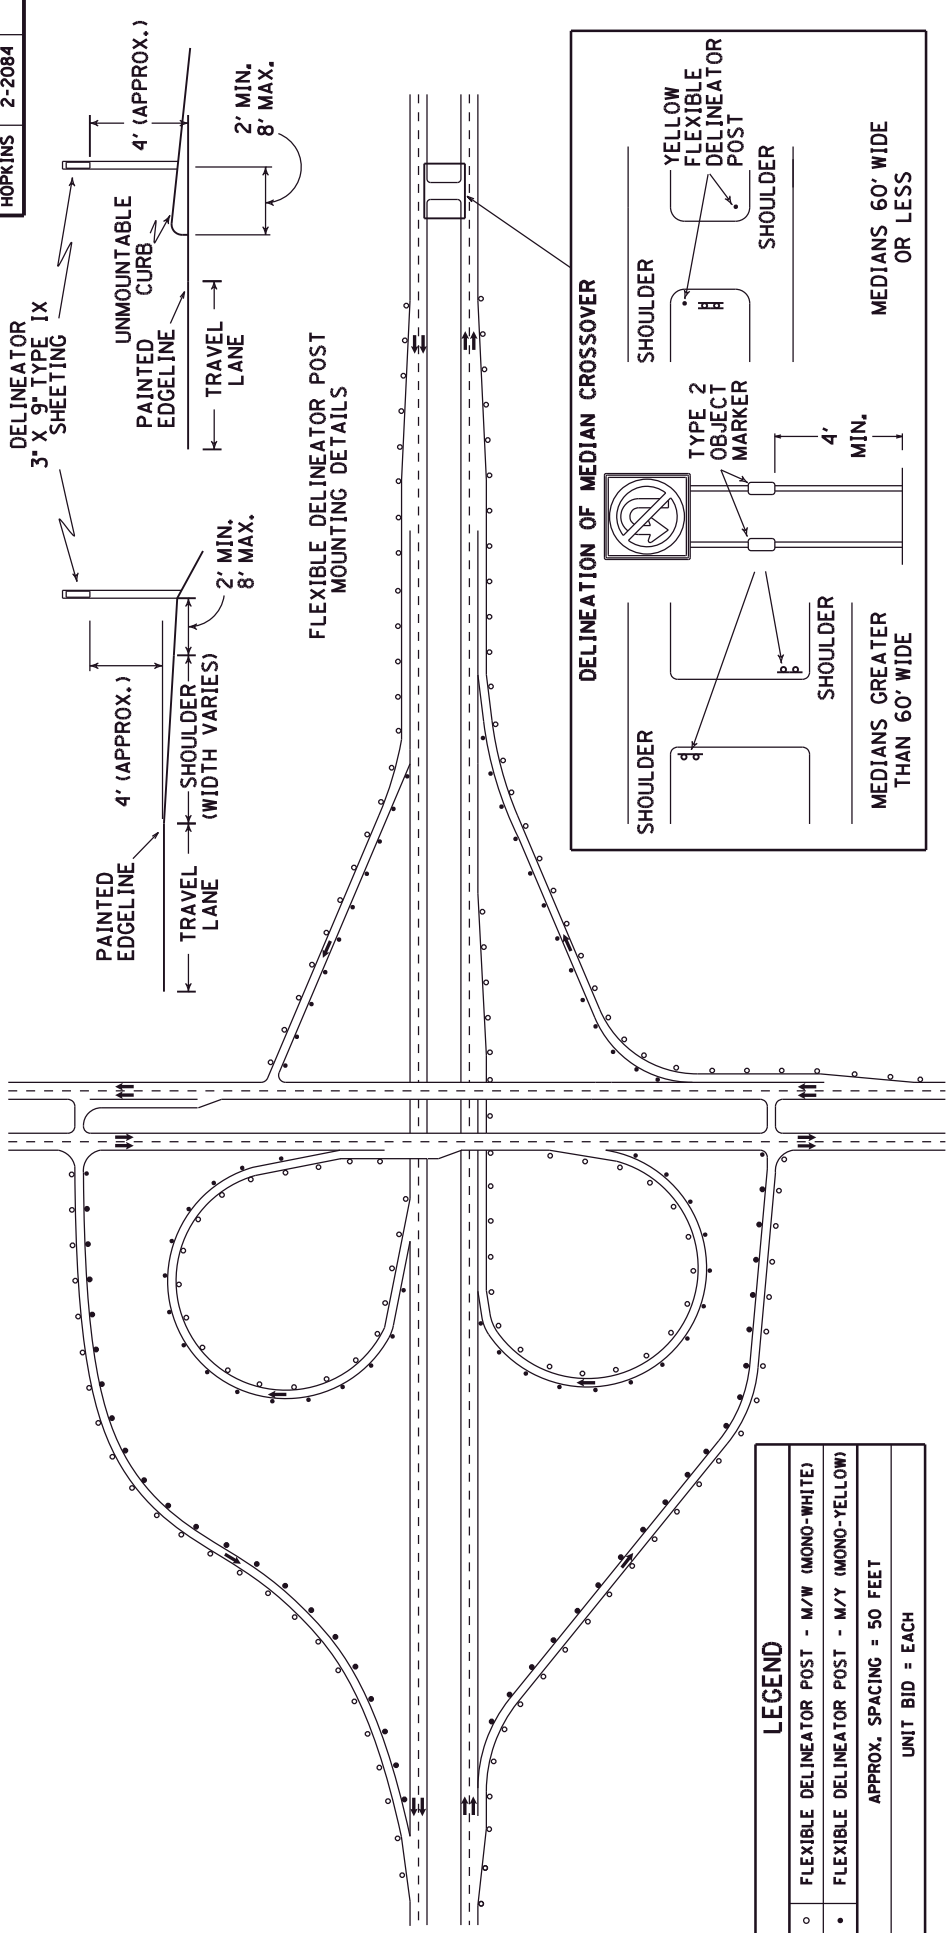 HOPKINS 2-2084
DELINEATOR
3" X 9" TYPE IX
SHEETING
4' (APPROX.)
2' MIN.
8' MAX.
UNMOUNTABLE
CURB
PAINTED
EDGELINE
TRAVEL
LANE
4' (APPROX.)
2' MIN.
8' MAX.
PAINTED
EDGELINE
SHOULDER
(WIDTH VARIES)
TRAVEL
LANE
FLEXIBLE DELINEATOR POST
MOUNTING DETAILS
DELINEATION OF MEDIAN CROSSOVER
SHOULDER
SHOULDER
MEDIANS GREATER
THAN 60' WIDE
TYPE 2
OBJECT
MARKER
4'
MIN.
SHOULDER
YELLOW
FLEXIBLE
DELINEATOR
POST
SHOULDER
MEDIANS 60' WIDE
OR LESS
LEGEND
FLEXIBLE DELINEATOR POST - M/W (MONO-WHITE)
FLEXIBLE DELINEATOR POST - M/Y (MONO-YELLOW)
APPROX. SPACING = 50 FEET
UNIT BID = EACH